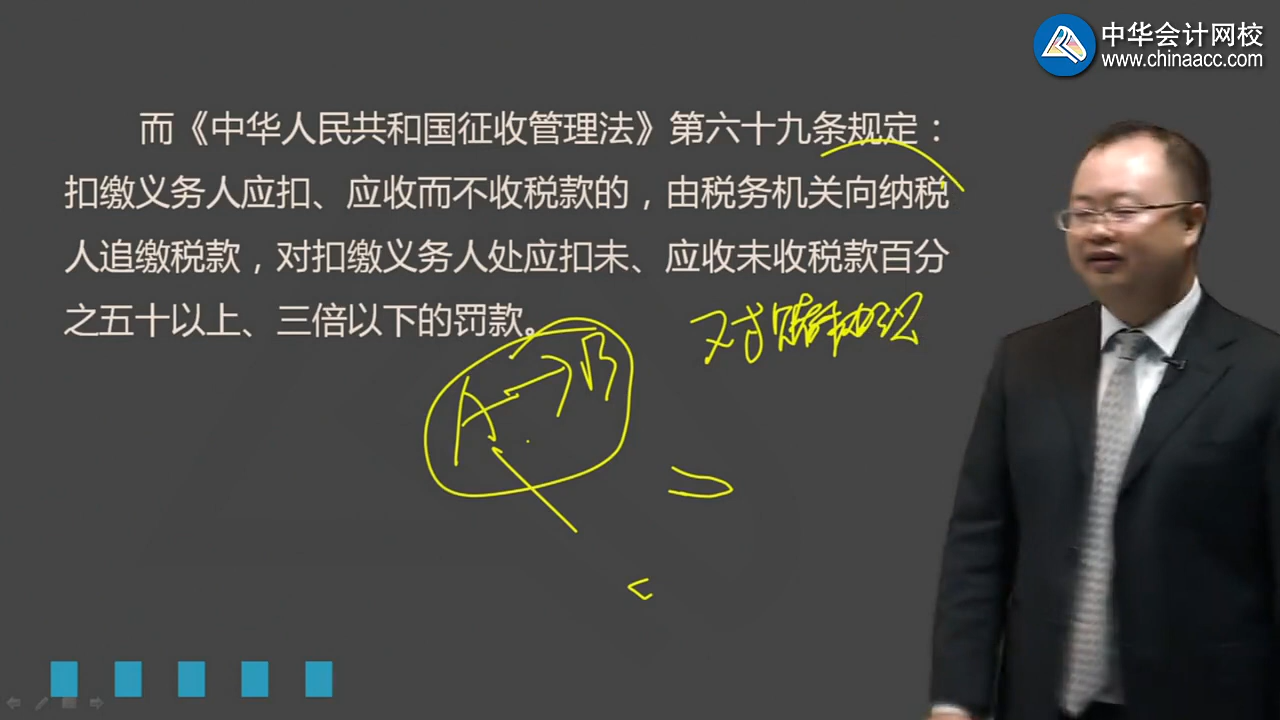 中华会计网校
www.chinaacc.com
而《中华人民共和国征收管理法》第六十九条规定：
扣缴义务人应扣、应收而不收税款的，由税务机关向纳税
人追缴税款，对扣缴义务人处应扣未、应收未收税款百分
之五十以上、三倍以下的罚款。
A B